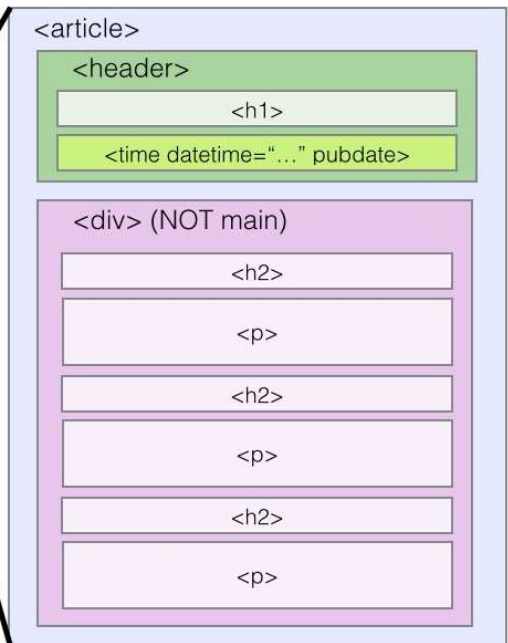 <article>
<header>
<h1>
<time datetime="..." pubdate>
<div> (NOT main)
<h2>
<p>
<h2>
<p>
<h2>
<p>